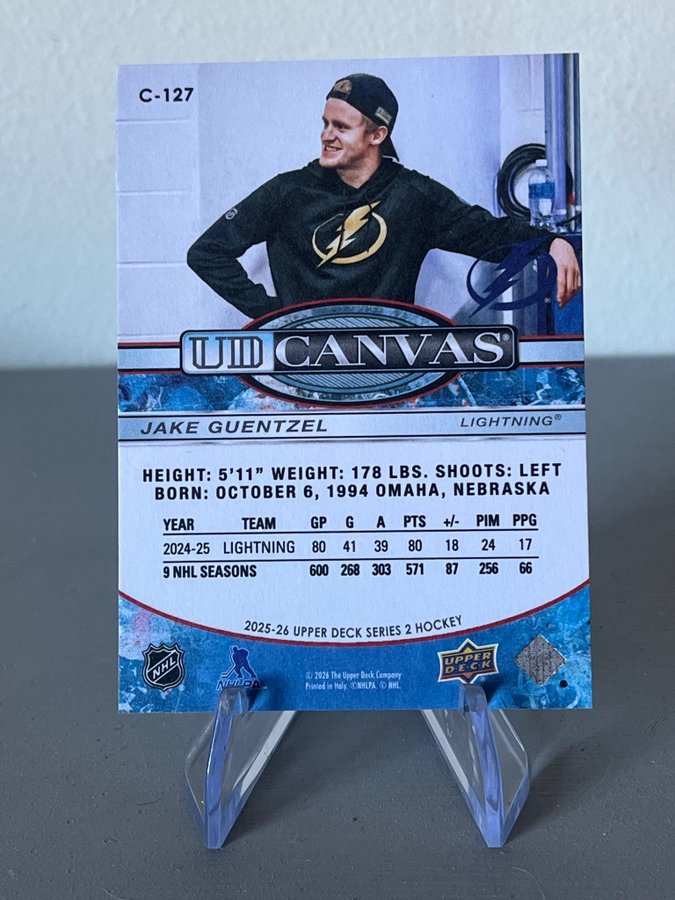 C-127
UD CANVAS®
JAKE GUENTZEL LIGHTNING®
HEIGHT: 5'11" WEIGHT: 178 LBS. SHOOTS: LEFT
BORN: OCTOBER 6, 1994 OMAHA, NEBRASKA
YEAR TEAM GP G A PTS +/- PIM PPG
2024-25 LIGHTNING 80 41 39 80 18 24 17
9 NHL SEASONS 600 268 303 571 87 256 66
2025-26 UPPER DECK SERIES 2 HOCKEY
NHL
NHLPA
© 2026 The Upper Deck Company
Printed in Italy. ©NHLPA. © NHL.
UPPER
DECK